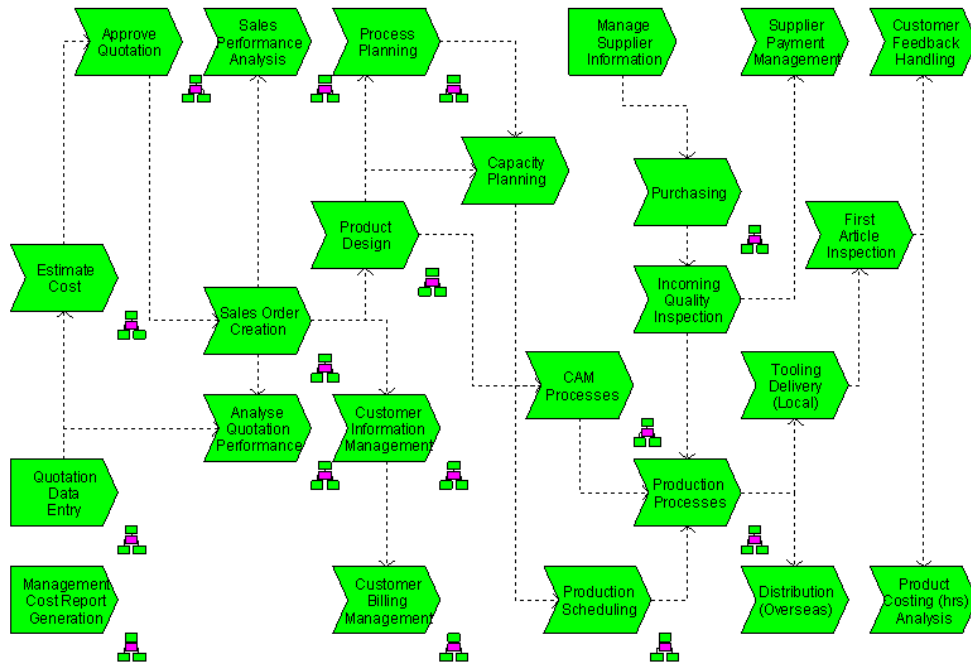 Approve
Quotation
Sales
Performance
Analysis
Process
Planning
Manage
Supplier
Information
Supplier
Payment
Management
Customer
Feedback
Handling
Capacity
Planning
Purchasing
Product
Design
First
Article
Inspection
Estimate
Cost
Sales Order
Creation
Incoming
Quality
Inspection
CAM
Processes
Tooling
Delivery
(Local)
Analyse
Quotation
Performance
Customer
Information
Management
Quotation
Data
Entry
Production
Processes
Management
Cost Report
Generation
Customer
Billing
Management
Production
Scheduling
Distribution
(Overseas)
Product
Costing (hrs)
Analysis